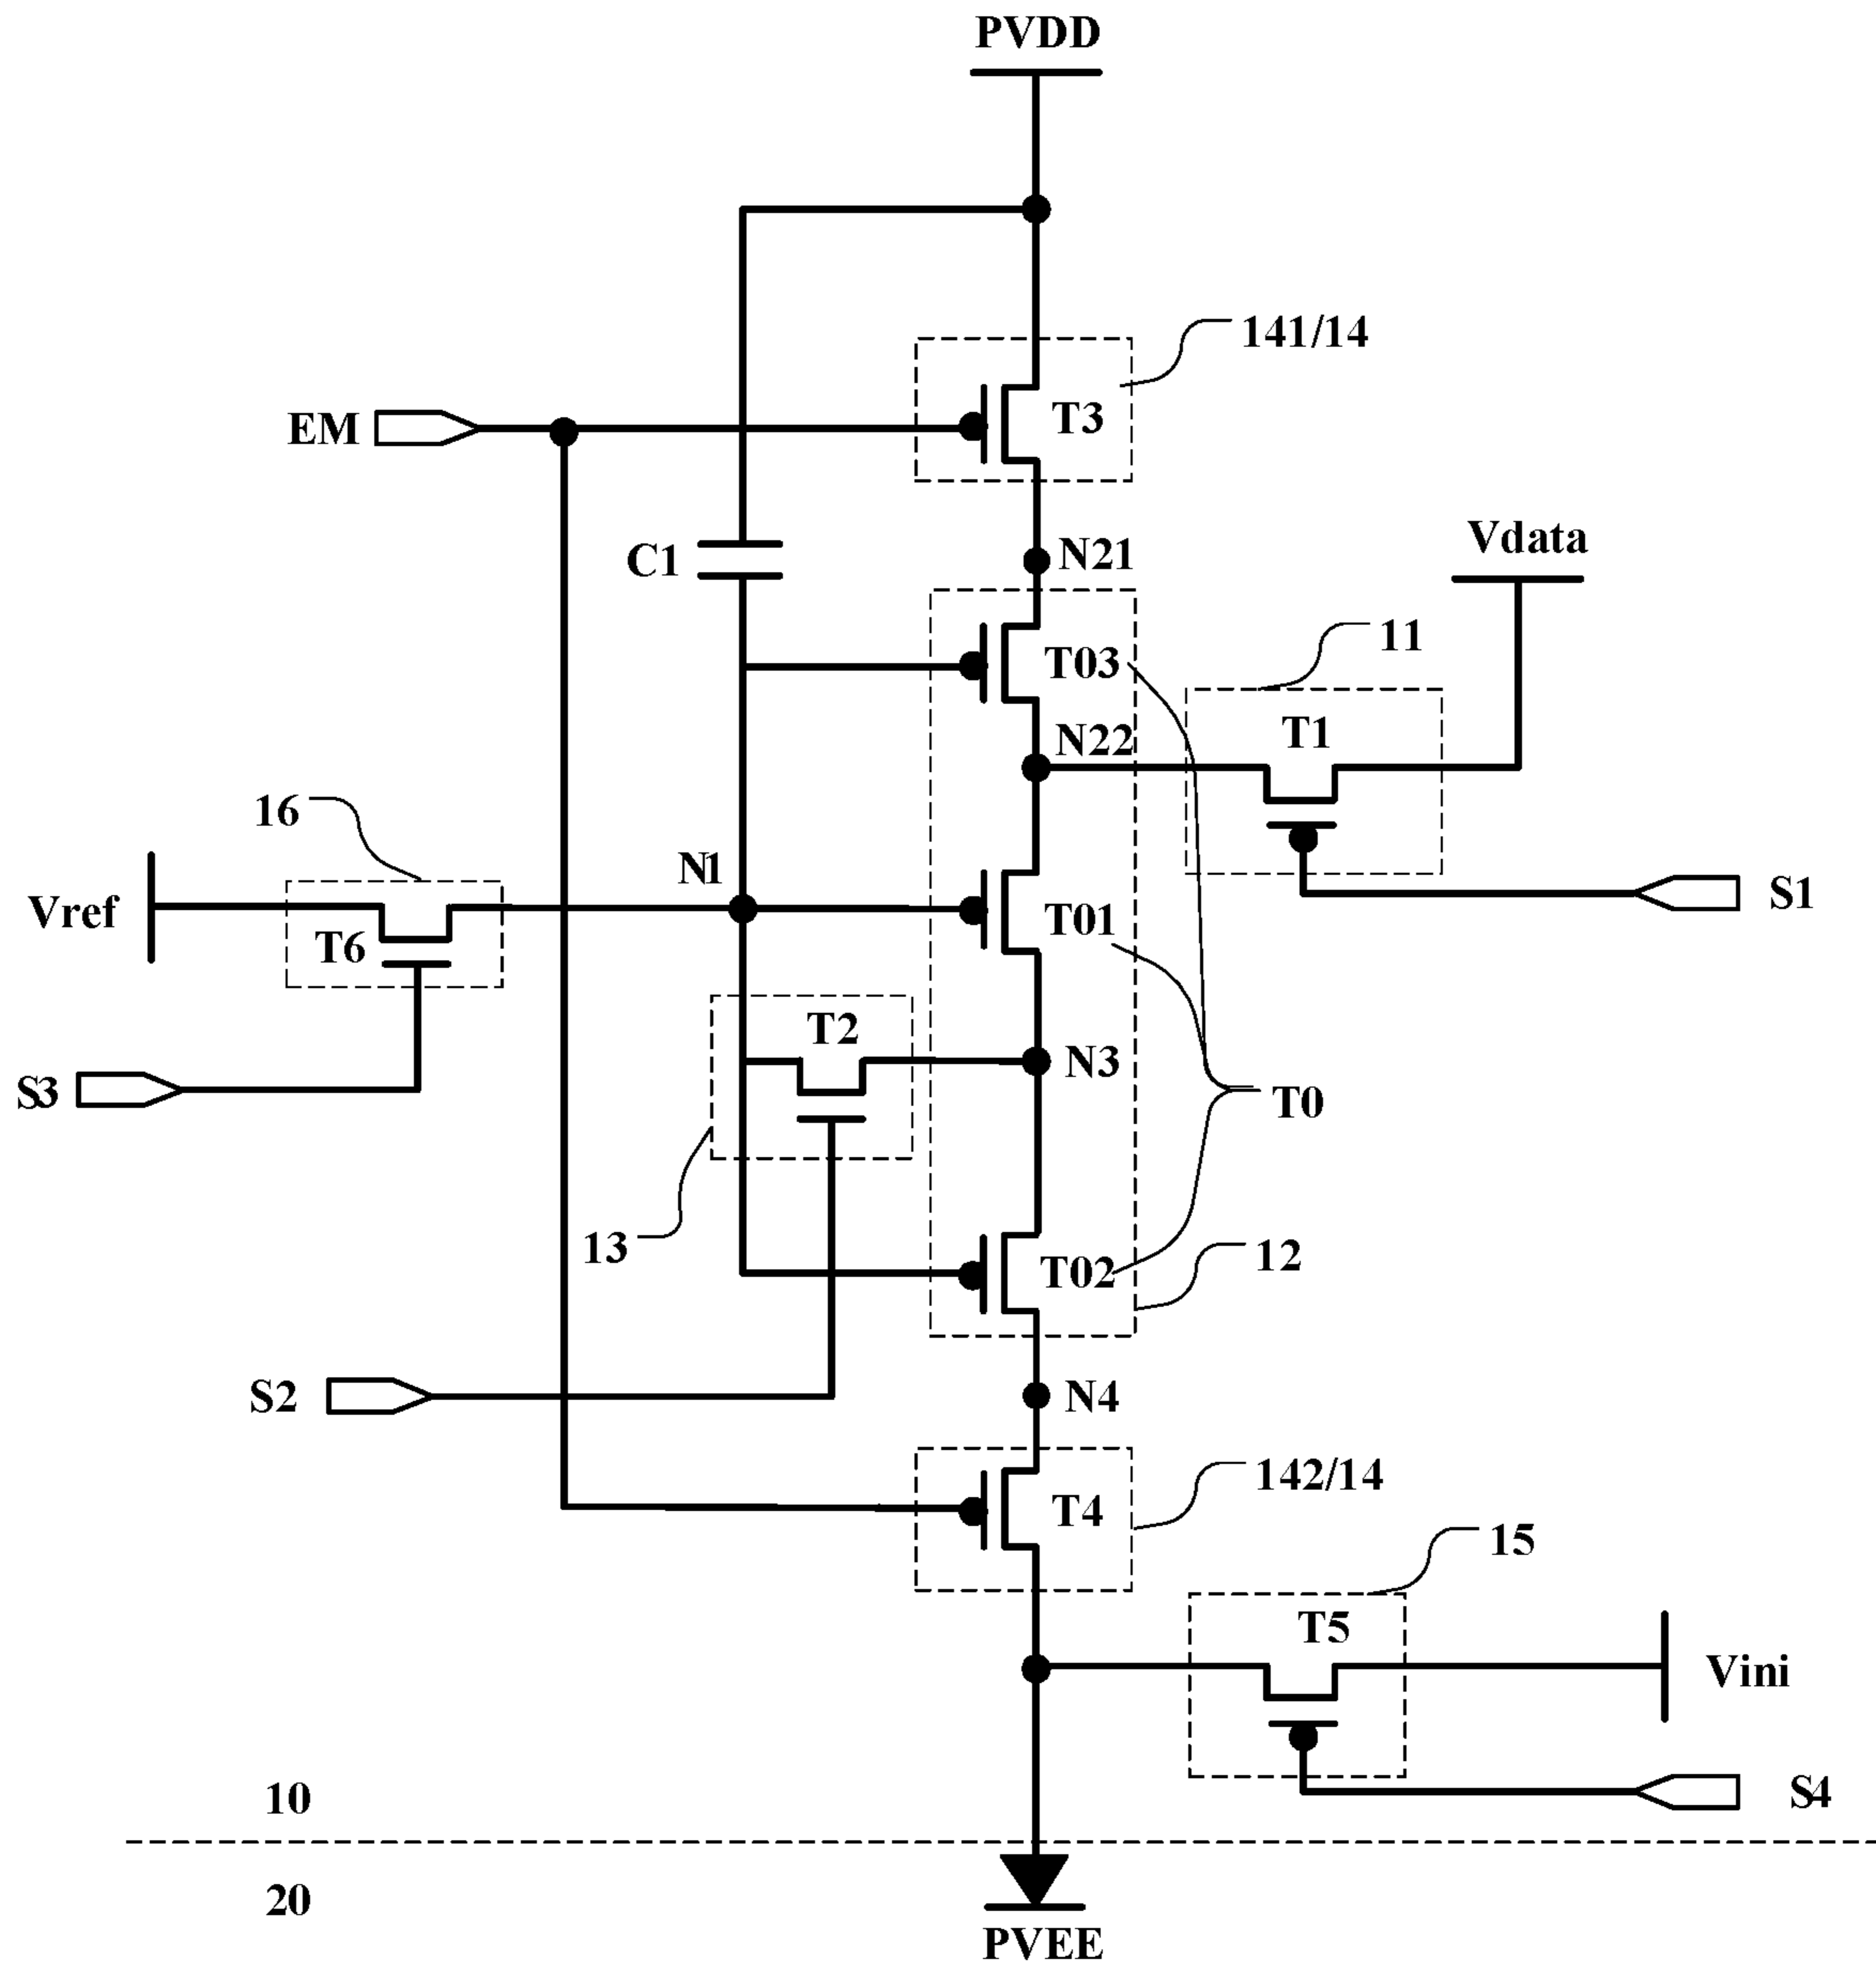 PVDD
141/14
T3
EM
N21
Vdata
C1
11
T03
T1
N22
16
N1
Vref
T01
S1
T6
T2
N3
S3
T0
13
T02
12
S2
N4
142/14
T4
15
T5
Vini
10
S4
20
PVEE